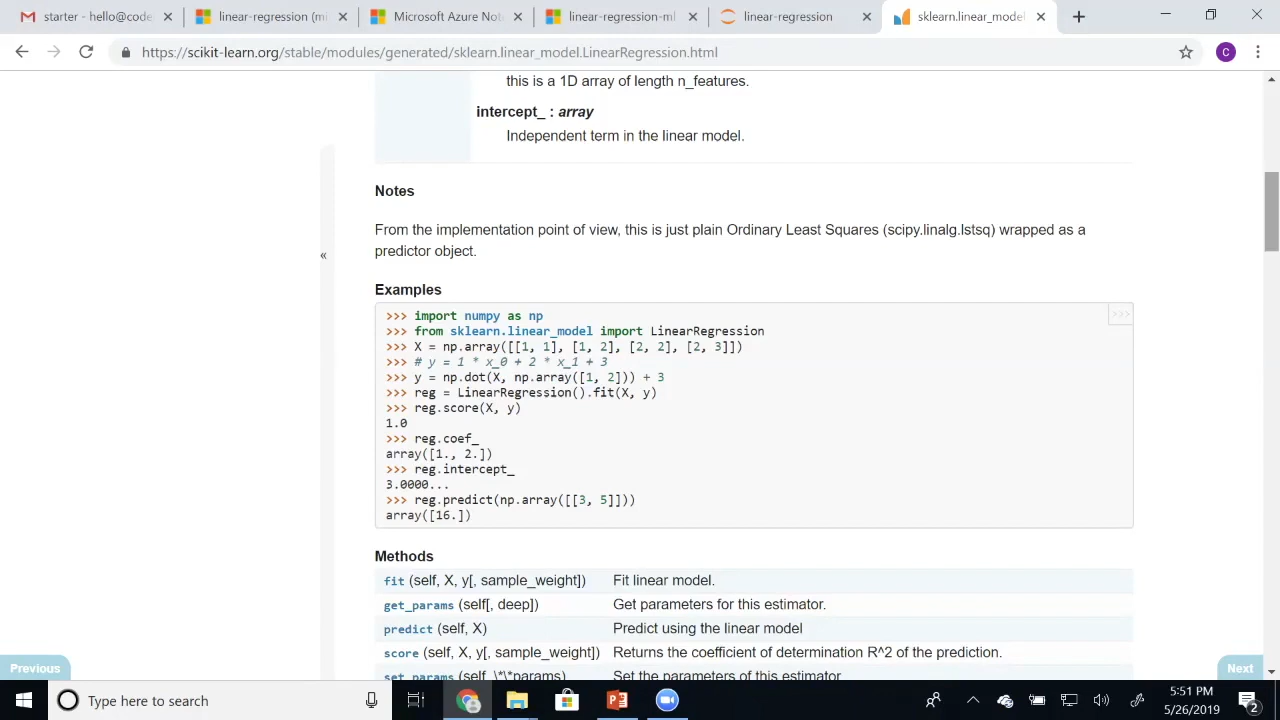 starter - hello@code
linear-regression (mi
Microsoft Azure Not
linear-regression-ml
linear-regression
sklearn.linear_model
https://scikit-learn.org/stable/modules/generated/sklearn.linear_model.LinearRegression.html
C
this is a 1D array of length n_features.
intercept_ : array
Independent term in the linear model.
Notes
From the implementation point of view, this is just plain Ordinary Least Squares (scipy.linalg.lstsq) wrapped as a
predictor object.
«
Examples
>>>
>>> import numpy as np
>>> from sklearn.linear_model import LinearRegression
>>> X = np.array([[1, 1], [1, 2], [2, 2], [2, 3]])
>>> # y = 1 * x_0 + 2 * x_1 + 3
>>> y = np.dot(X, np.array([1, 2])) + 3
>>> reg = LinearRegression().fit(X, y)
>>> reg.score(X, y)
1.0
>>> reg.coef_
array([1., 2.])
>>> reg.intercept_
3.0000...
>>> reg.predict(np.array([[3, 5]]))
array([16.])
Methods
fit (self, X, y[, sample_weight]) Fit linear model.
get_params (self[, deep]) Get parameters for this estimator.
predict (self, X) Predict using the linear model
score (self, X, y[, sample_weight]) Returns the coefficient of determination R^2 of the prediction.
set_params (self, \*\*params) Set the parameters of this estimator
Previous
Next
Type here to search
5:51 PM
5/26/2019
2